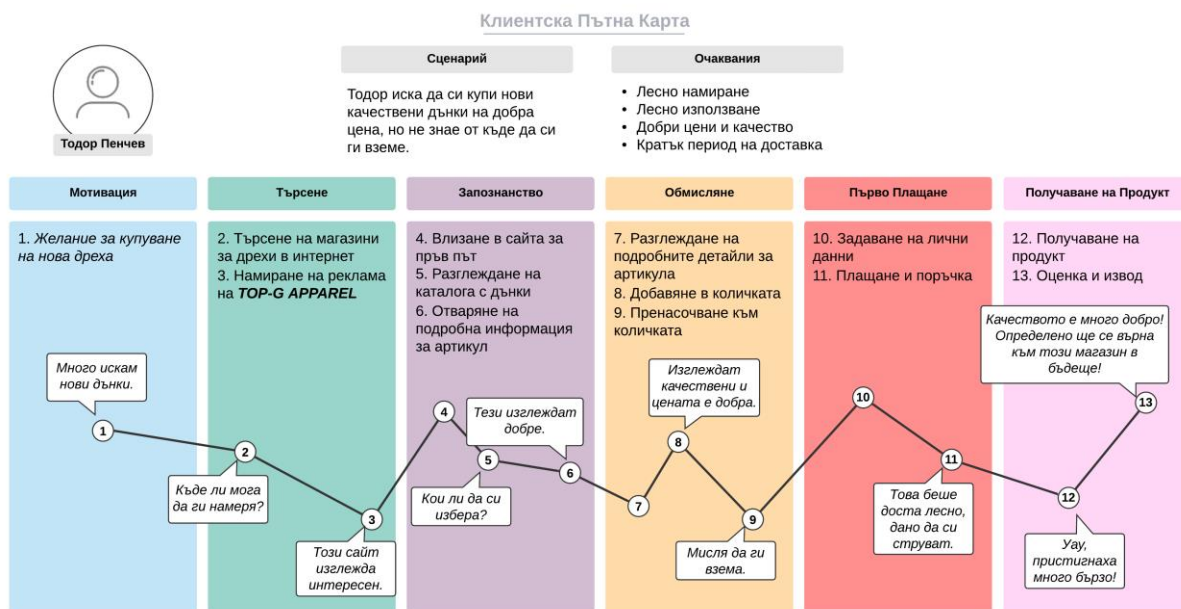 Клиентска Пътна Карта
Тодор Пенчев
Сценарий
Тодор иска да си купи нови
качествени дънки на добра
цена, но не знае от къде да си
ги вземе.
Очаквания
• Лесно намиране
• Лесно използване
• Добри цени и качество
• Кратък период на доставка
Мотивация
1. Желание за купуване
на нова дреха
Много искам
нови дънки.
1
Търсене
2. Търсене на магазини
за дрехи в интернет
3. Намиране на реклама
на TOP-G APPAREL
2
Къде ли мога
да ги намеря?
3
Този сайт
изглежда
интересен.
Запознанство
4. Влизане в сайта за
пръв път
5. Разглеждане на
каталога с дънки
6. Отваряне на
подробна информация
за артикул
4
Тези изглеждат
добре.
5
6
Кои ли да си
избера?
Обмисляне
7. Разглеждане на
подробните детайли за
артикула
8. Добавяне в количката
9. Пренасочване към
количката
Изглеждат
качествени и
цената е добра.
8
7
9
Мисля да ги
взема.
Първо Плащане
10. Задаване на лични
данни
11. Плащане и поръчка
10
11
Това беше
доста лесно,
дано да си
струват.
Получаване на Продукт
12. Получаване на
продукт
13. Оценка и извод
Качеството е много добро!
Определено ще се върна
към този магазин в
бъдеще!
13
12
Уау,
пристигнаха
много бързо!